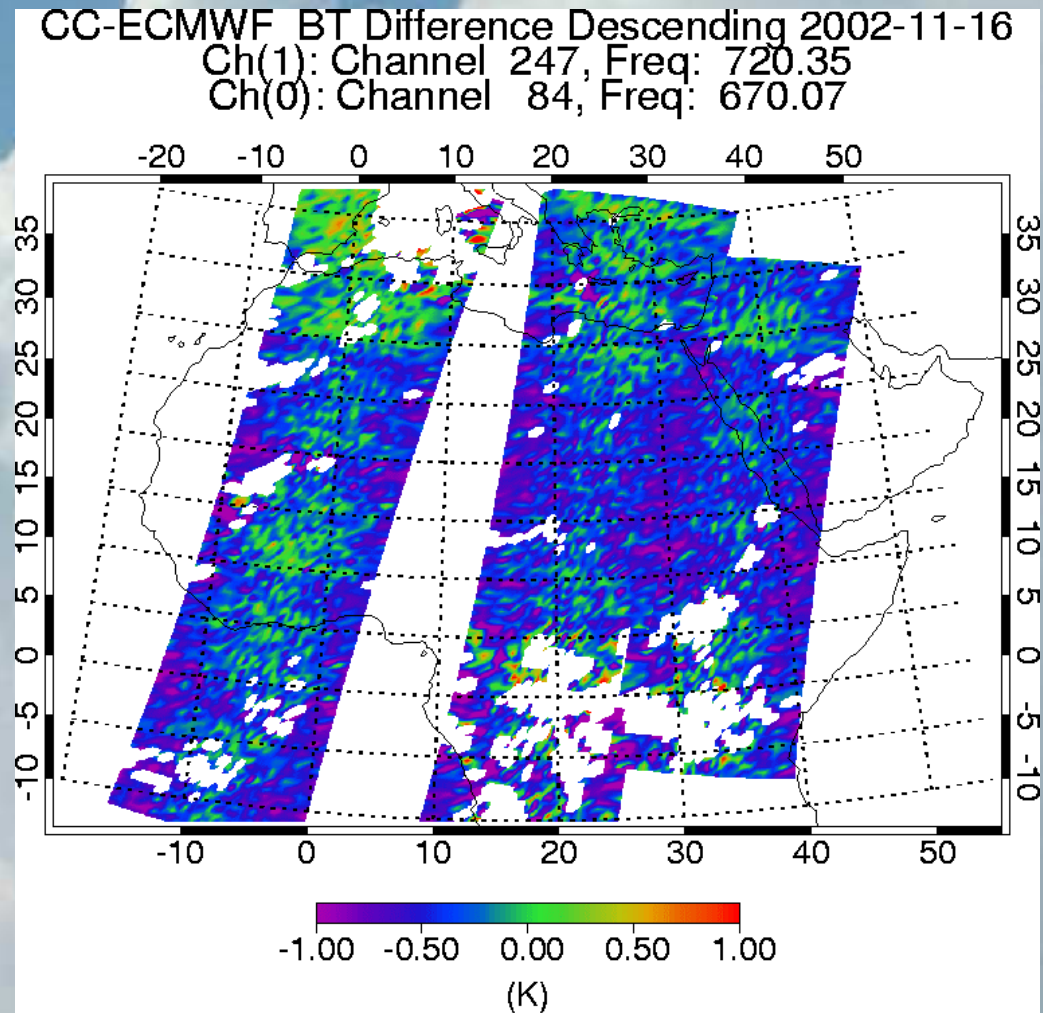 CC-ECMWF BT Difference Descending 2002-11-16
Ch(1): Channel 247, Freq: 720.35
Ch(0): Channel 84, Freq: 670.07
-20 -10 0 10 20 30 40 50
35 35
30 30
25 25
20 20
15 15
10 10
5 5
0 0
-5 -5
-10 -10
-10 0 10 20 30 40 50
-1.00 -0.50 0.00 0.50 1.00
(K)